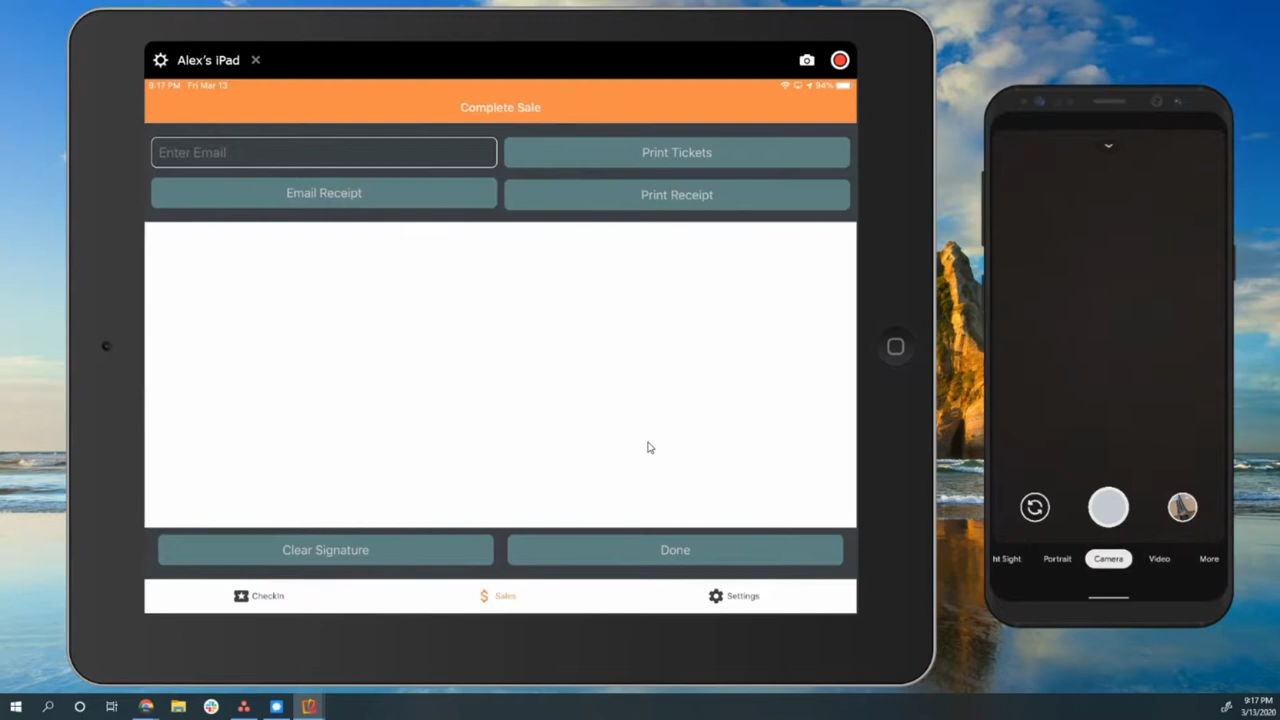 Alex's iPad
9:17 PM Fri Mar 13
94%
Complete Sale
Enter Email
Print Tickets
Email Receipt
Print Receipt
Clear Signature
Done
CheckIn
$ Sales
Settings
ht Sight
Portrait
Camera
Video
More
9:17 PM
3/13/2020